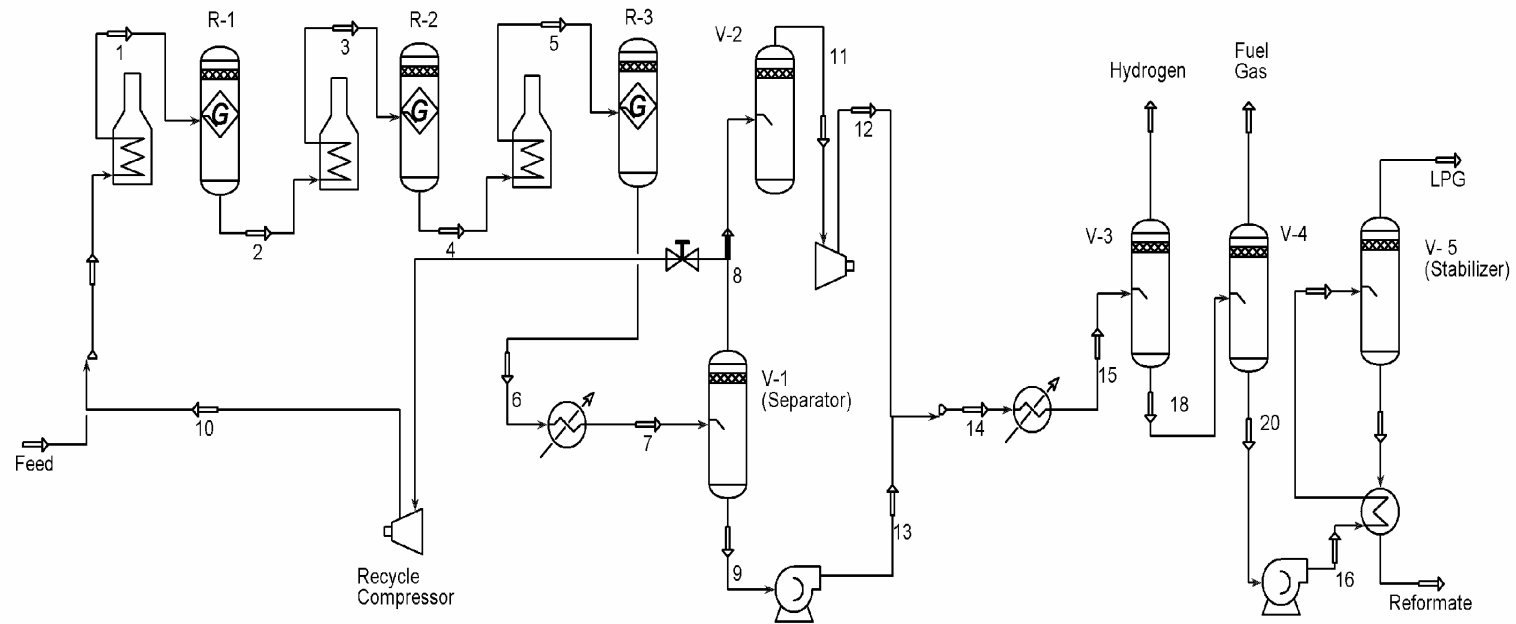 R-1
R-2
R-3
V-2
1
3
5
11
12
G
G
G
Hydrogen
Fuel
Gas
LPG
V-3
V-4
V- 5
(Stabilizer)
2
4
8
6
7
V-1
(Separator)
10
Feed
14
15
18
20
13
9
16
Recycle
Compressor
Reformate